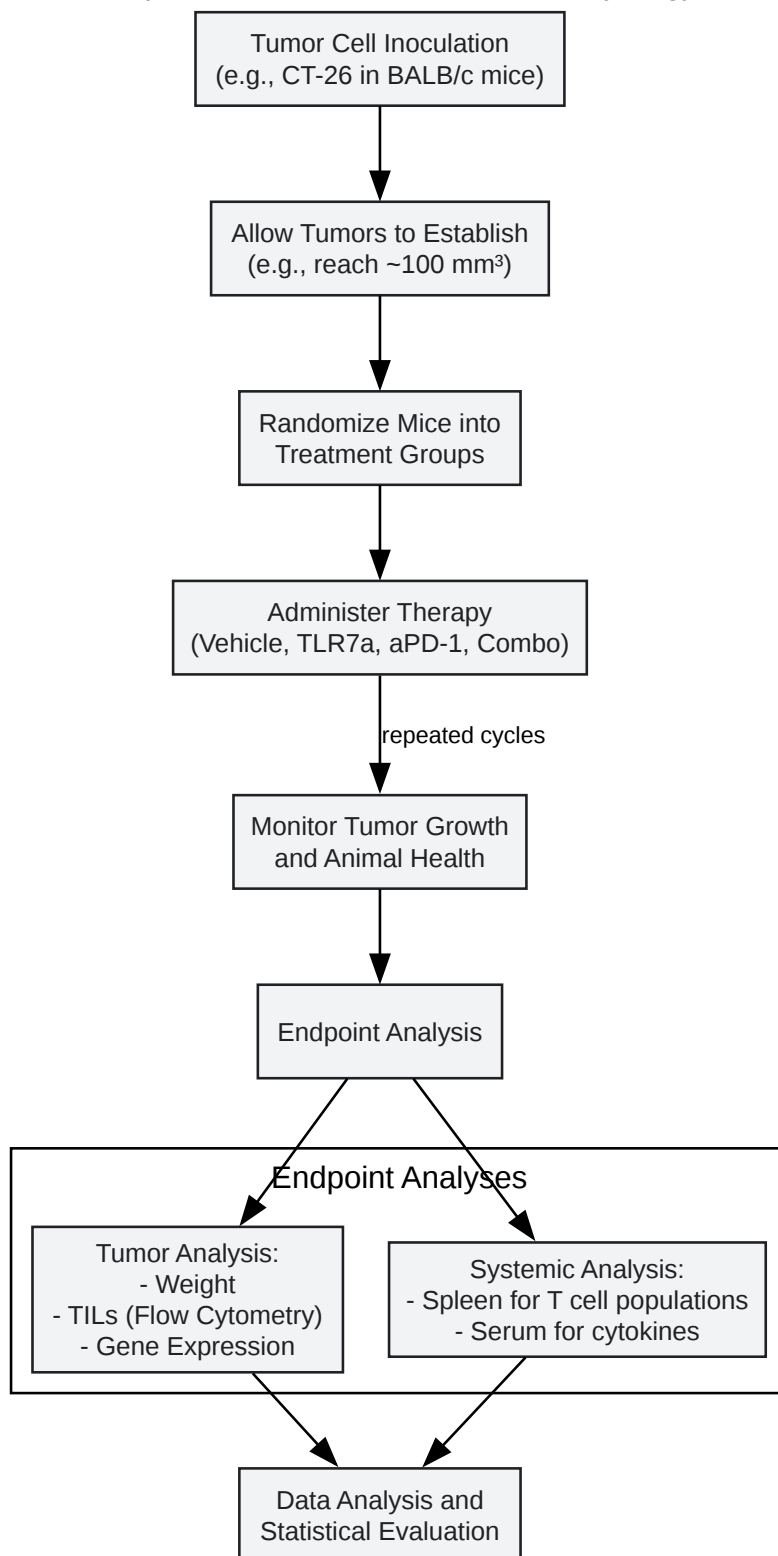 Tumor Cell Inoculation
(e.g., CT-26 in BALB/c mice)
Allow Tumors to Establish
(e.g., reach ~100 mm³)
Randomize Mice into
Treatment Groups
Administer Therapy
(Vehicle, TLR7a, aPD-1, Combo)
repeated cycles
Monitor Tumor Growth
and Animal Health
Endpoint Analysis
Endpoint Analyses
Tumor Analysis:
- Weight
- TILs (Flow Cytometry)
- Gene Expression
Systemic Analysis:
- Spleen for T cell populations
- Serum for cytokines
Data Analysis and
Statistical Evaluation